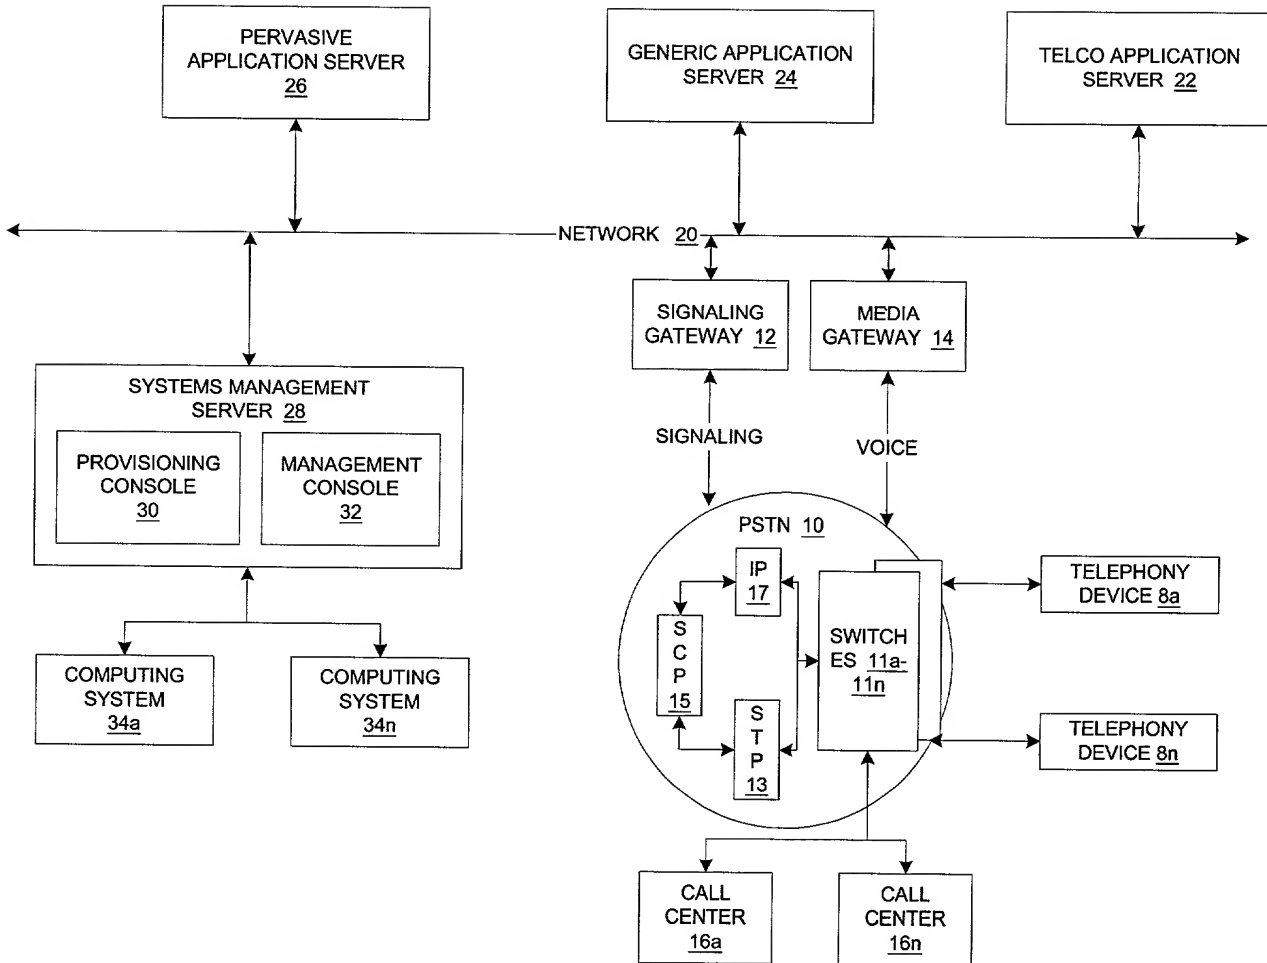 PERVASIVE
APPLICATION SERVER
26
GENERIC APPLICATION
SERVER 24
TELCO APPLICATION
SERVER 22
NETWORK 20
SIGNALING
GATEWAY 12
MEDIA
GATEWAY 14
SYSTEMS MANAGEMENT
SERVER 28
PROVISIONING
CONSOLE
30
MANAGEMENT
CONSOLE
32
SIGNALING
VOICE
PSTN 10
IP
17
S
C
P
15
S
T
P
13
SWITCH
ES 11a-
11n
TELEPHONY
DEVICE 8a
TELEPHONY
DEVICE 8n
COMPUTING
SYSTEM
34a
COMPUTING
SYSTEM
34n
CALL
CENTER
16a
CALL
CENTER
16n